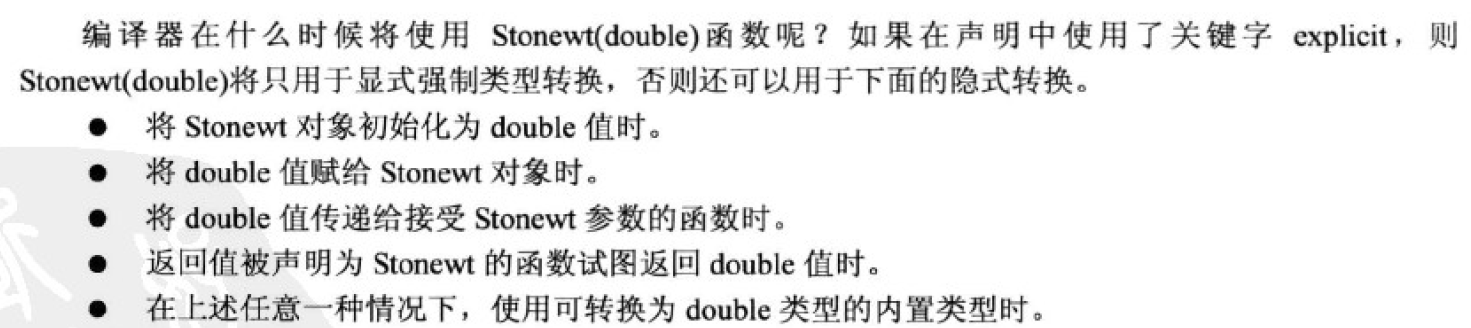 编译器在什么时候将使用 Stonewt(double)函数呢？如果在声明中使用了关键字 explicit，则
Stonewt(double)将只用于显式强制类型转换，否则还可以用于下面的隐式转换。
● 将 Stonewt 对象初始化为 double 值时。
● 将 double 值赋给 Stonewt 对象时。
● 将 double 值传递给接受 Stonewt 参数的函数时。
● 返回值被声明为 Stonewt 的函数试图返回 double 值时。
● 在上述任意一种情况下，使用可转换为 double 类型的内置类型时。